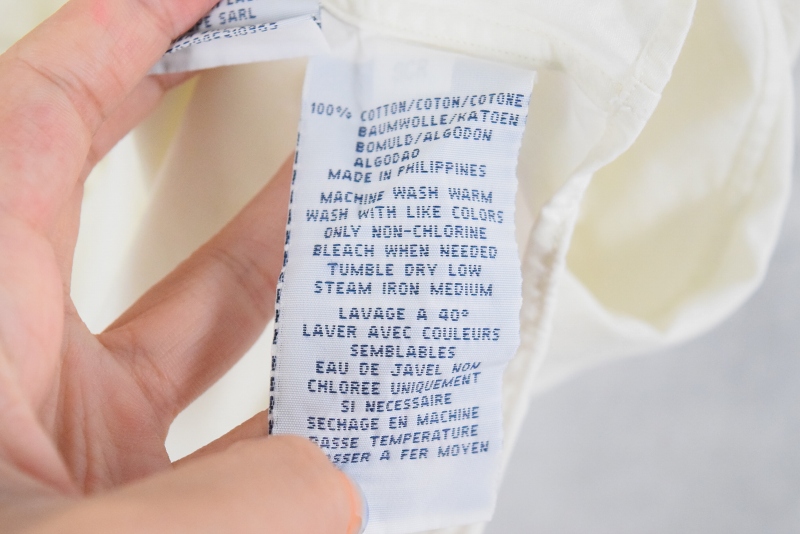 E SARL
100% COTTON/COTON/COTONE
BAUMWOLLE/KATOEN
BOMULD/ALGODON
ALGODAO
MADE IN PHILIPPINES
MACHINE WASH WARM
WASH WITH LIKE COLORS
ONLY NON-CHLORINE
BLEACH WHEN NEEDED
TUMBLE DRY LOW
STEAM IRON MEDIUM
LAVAGE A 40°
LAVER AVEC COULEURS
SEMBLABLES
EAU DE JAVEL NON
CHLOREE UNIQUEMENT
SI NECESSAIRE
SECHAGE EN MACHINE
BASSE TEMPERATURE
ASSER A FER MOYEN